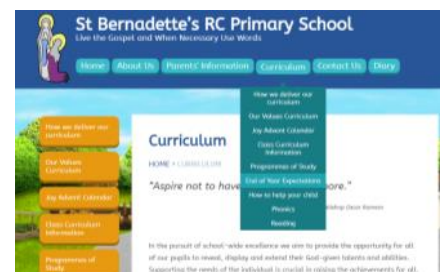 St Bernadette's RC Primary School
Live the Gospel and When Necessary Use Words
Home About Us Parents' Information Curriculum Contact Us Diary
How we deliver our
curriculum
Our Values Curriculum
Joy Advent Calendar
Class Curriculum
Information
Programmes of Study
End of Year Expectations
How to help your child
Phonics
Reading
How we deliver our
curriculum
Our Values
Curriculum
Joy Advent Calendar
Class Curriculum
Information
Programmes of
Study
Curriculum
HOME » CURRICULUM
"Aspire not to have ore."
Oscar Romero
In the pursuit of school-wide excellence we aim to provide the opportunity for all
of our pupils to reveal, display and extend their God-given talents and abilities.
Supporting the needs of the individual is crucial in raising the achievements for all.